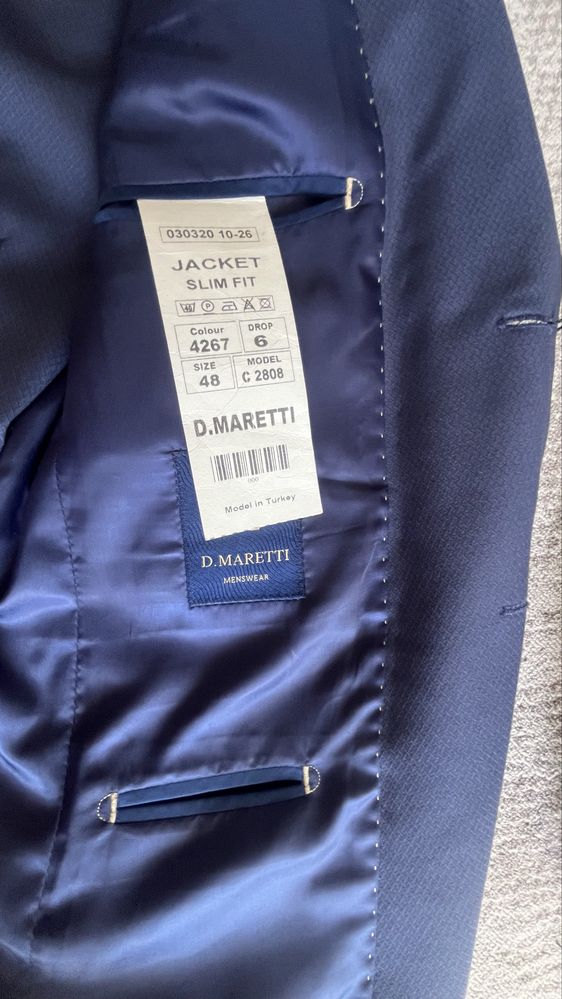 030320 10-26
JACKET
SLIM FIT
Colour DROP
4267 6
SIZE MODEL
48 C 2808
D.MARETTI
000
Model in Turkey
D.MARETTI
MENSWEAR